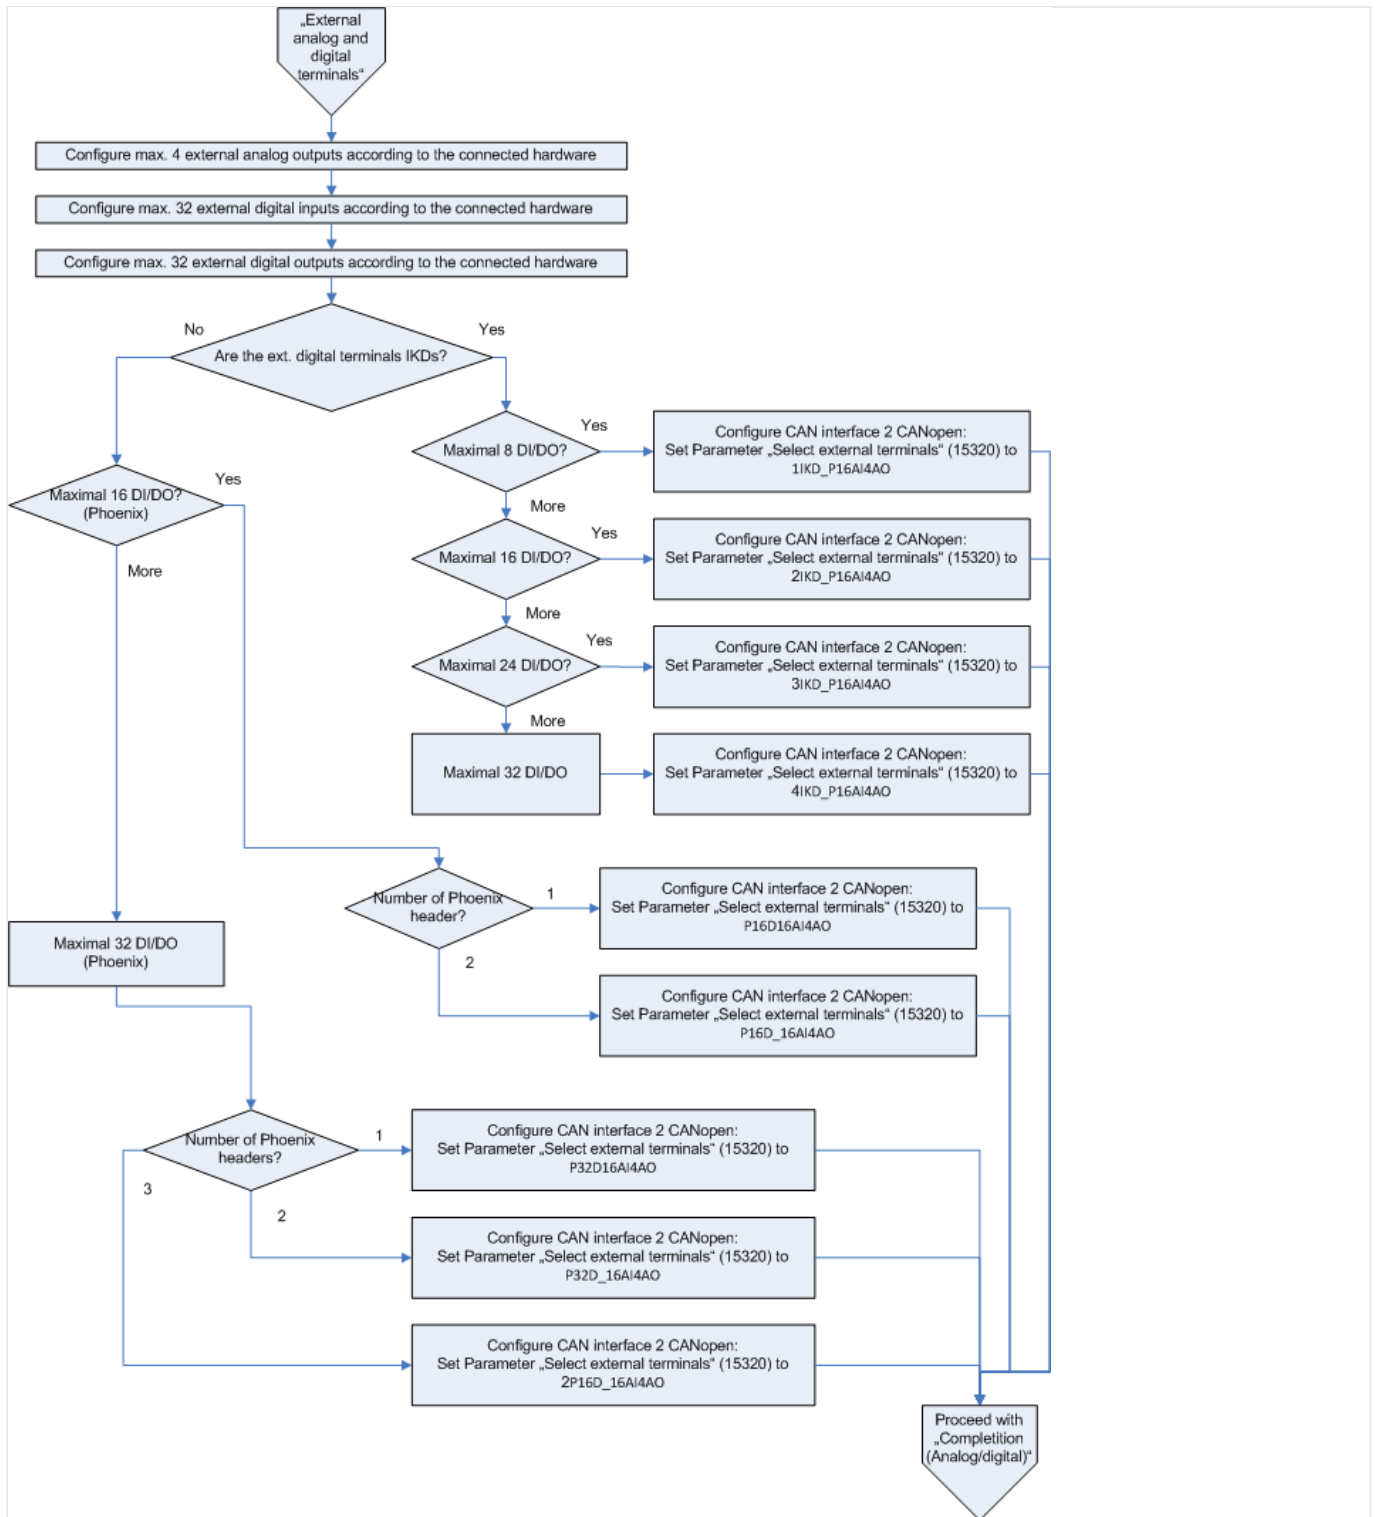 „External
analog and
digital
terminals“
Configure max. 4 external analog outputs according to the connected hardware
Configure max. 32 external digital inputs according to the connected hardware
Configure max. 32 external digital outputs according to the connected hardware
No
Yes
Are the ext. digital terminals IKDs?
Maximal 8 DI/DO?
Yes
Configure CAN interface 2 CANopen:
Set Parameter „Select external terminals“ (15320) to
1IKD_P16AI4AO
More
Maximal 16 DI/DO?
(Phoenix)
Yes
More
Maximal 16 DI/DO?
Yes
Configure CAN interface 2 CANopen:
Set Parameter „Select external terminals“ (15320) to
2IKD_P16AI4AO
More
Maximal 24 DI/DO?
Yes
Configure CAN interface 2 CANopen:
Set Parameter „Select external terminals“ (15320) to
3IKD_P16AI4AO
More
Maximal 32 DI/DO
Configure CAN interface 2 CANopen:
Set Parameter „Select external terminals“ (15320) to
4IKD_P16AI4AO
Number of Phoenix
header?
1
Configure CAN interface 2 CANopen:
Set Parameter „Select external terminals“ (15320) to
P16D16AI4AO
2
Configure CAN interface 2 CANopen:
Set Parameter „Select external terminals“ (15320) to
P16D_16AI4AO
Maximal 32 DI/DO
(Phoenix)
Number of Phoenix
headers?
1
Configure CAN interface 2 CANopen:
Set Parameter „Select external terminals“ (15320) to
P32D16AI4AO
3
2
Configure CAN interface 2 CANopen:
Set Parameter „Select external terminals“ (15320) to
P32D_16AI4AO
Configure CAN interface 2 CANopen:
Set Parameter „Select external terminals“ (15320) to
2P16D_16AI4AO
Proceed with
„Completition
(Analog/digital)“